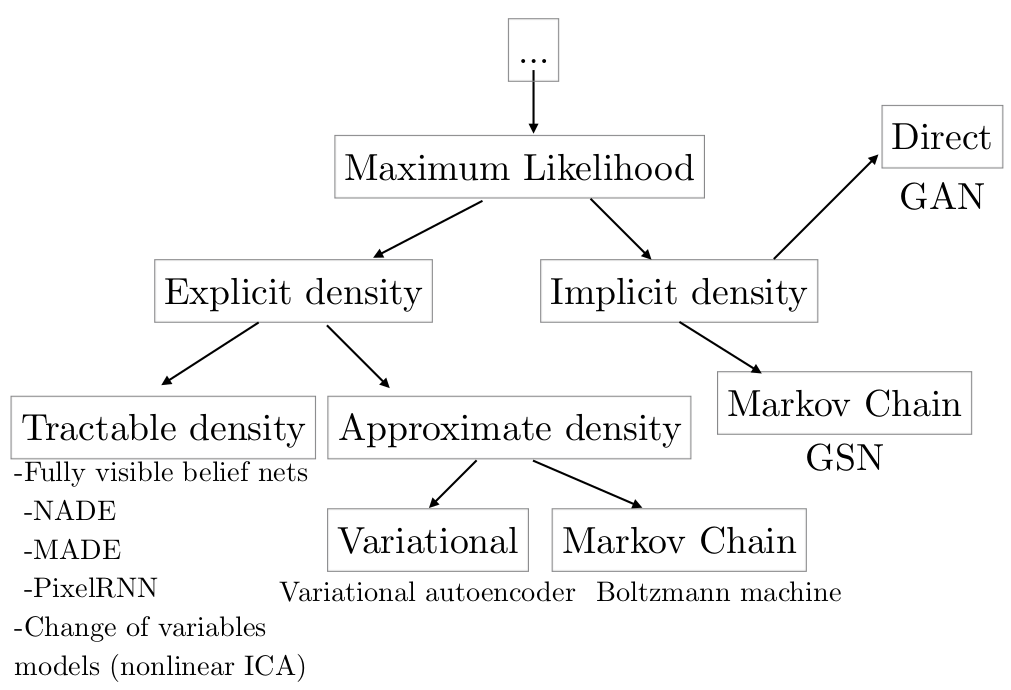 ...
Maximum Likelihood
Direct
GAN
Explicit density
Implicit density
Tractable density
-Fully visible belief nets
-NADE
-MADE
-PixelRNN
-Change of variables
models (nonlinear ICA)
Approximate density
Variational
Variational autoencoder
Markov Chain
Boltzmann machine
Markov Chain
GSN